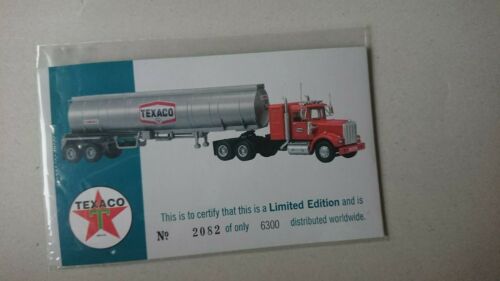 TEXACO
TEXACO
T
This is to certify that this is a Limited Edition and is
Nº 2082 of only 6300 distributed worldwide.